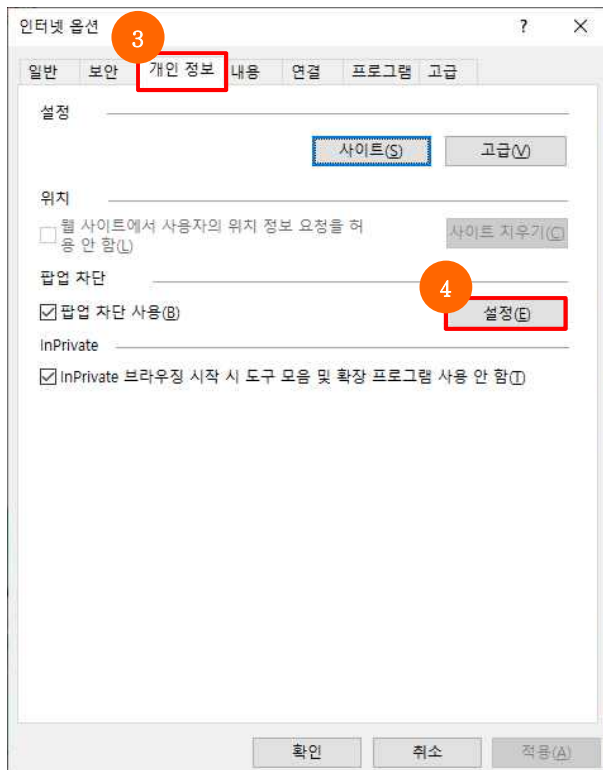 인터넷 옵션 ? ×
3
일반 보안 개인 정보 내용 연결 프로그램 고급
설정
사이트(S) 고급(V)
위치
웹 사이트에서 사용자의 위치 정보 요청을 허
용 안 함(L)
사이트 지우기(C)
팝업 차단
4
팝업 차단 사용(B) 설정(E)
InPrivate
InPrivate 브라우징 시작 시 도구 모음 및 확장 프로그램 사용 안 함(T)
확인 취소 적용(A)